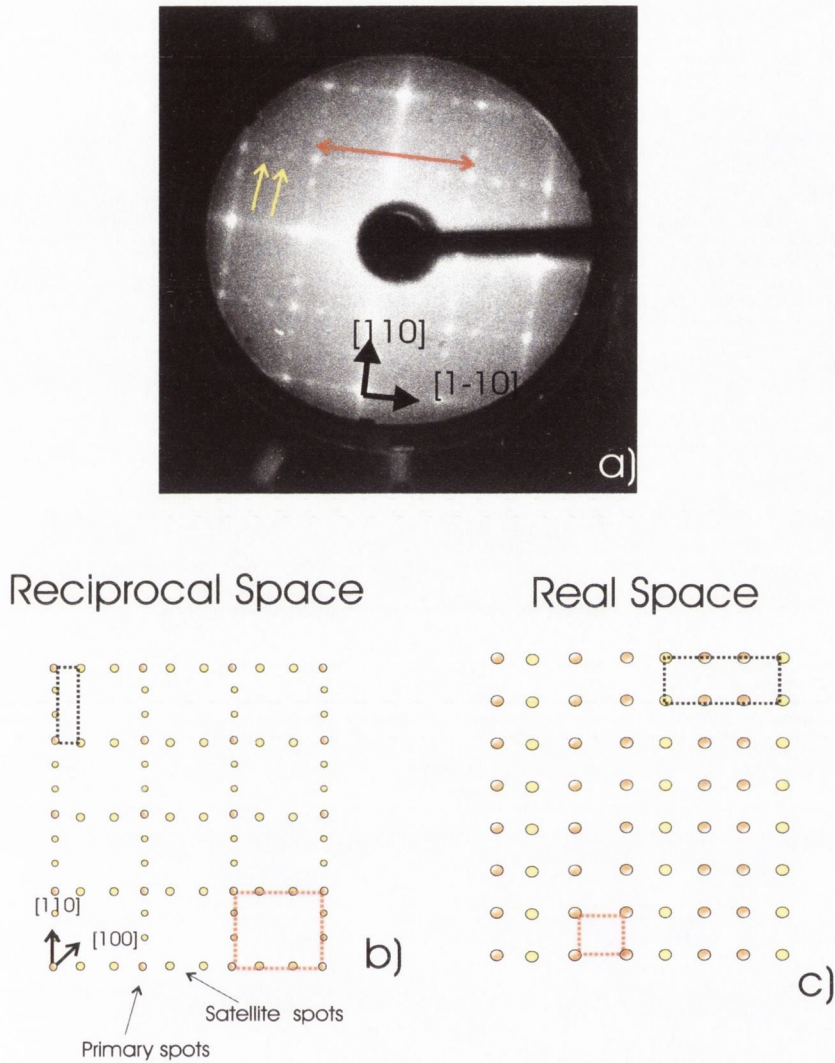 [110]
[1-10]
a)
Reciprocal Space
Real Space
[110]
[100]
b)
c)
Satellite spots
Primary spots